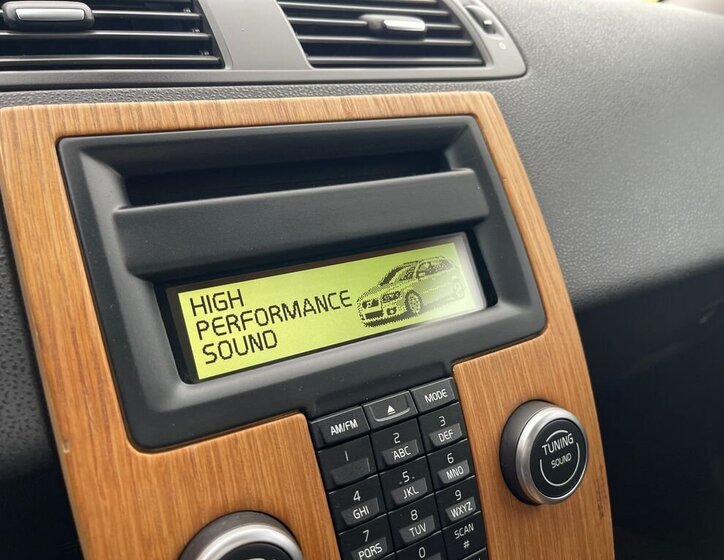 HIGH
PERFORMANCE
SOUND
AM/FM
MODE
1
2 ABC
3 DEF
4 GHI
5 JKL
6 MNO
7 PQRS
8 TUV
9 WXYZ
0
SCAN #
TUNING
SOUND